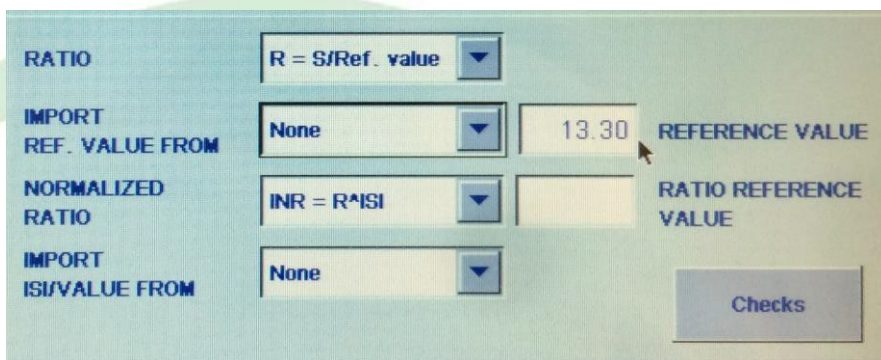 RATIO
R = S/Ref. value
IMPORT
REF. VALUE FROM
None
13.30
REFERENCE VALUE
NORMALIZED
RATIO
INR = R^ISI
RATIO REFERENCE
VALUE
IMPORT
ISI/VALUE FROM
None
Checks